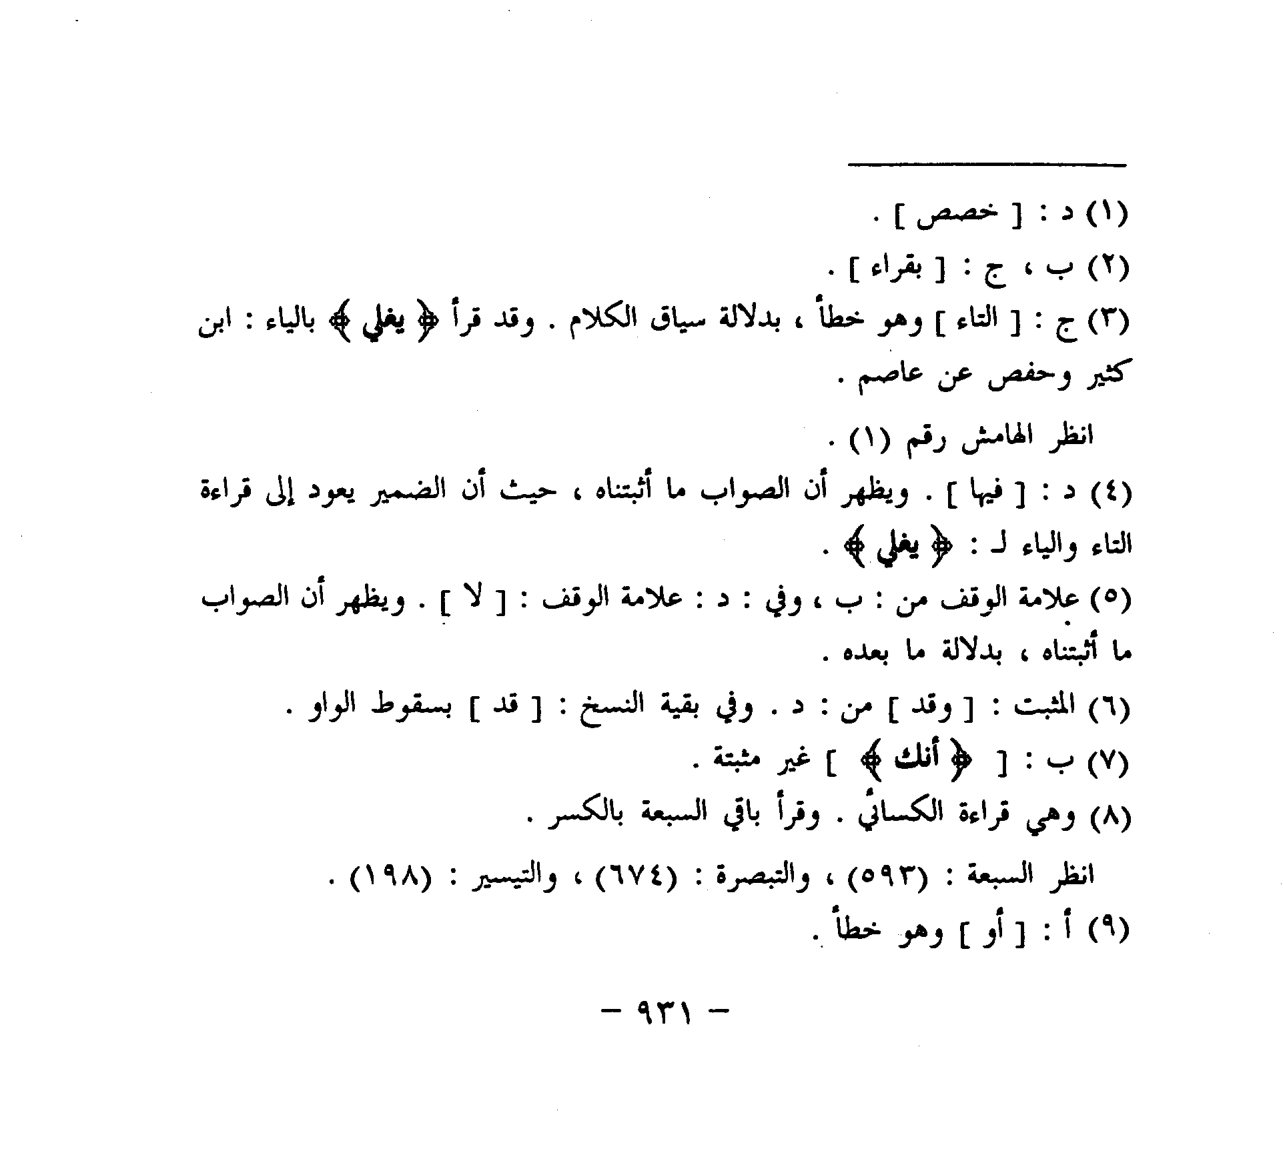 (١) د : [ خصص ] .
(٢) ب ، ج : [ بقراء ] .
(٣) ج : [ التاء ] وهو خطأ ، بدلالة سياق الكلام . وقد قرأ ﴿ يغلي ﴾ بالياء : ابن
كثير وحفص عن عاصم .
انظر الهامش رقم (١) .
(٤) د : [ فيها ] . ويظهر أن الصواب ما أثبتناه ، حيث أن الضمير يعود إلى قراءة
التاء والياء لـ : ﴿ يغلي ﴾ .
(٥) علامة الوقف من : ب ، وفي : د : علامة الوقف : [ لا ] . ويظهر أن الصواب
ما أثبتناه ، بدلالة ما بعده .
(٦) المثبت : [ وقد ] من : د . وفي بقية النسخ : [ قد ] بسقوط الواو .
(٧) ب : [ ﴿ أنك ﴾ ] غير مثبتة .
(٨) وهي قراءة الكسائي . وقرأ باقي السبعة بالكسر .
انظر السبعة : (٥٩٣) ، والتبصرة : (٦٧٤) ، والتيسير : (١٩٨) .
(٩) أ : [ أو ] وهو خطأ .
– ٩٣١ –